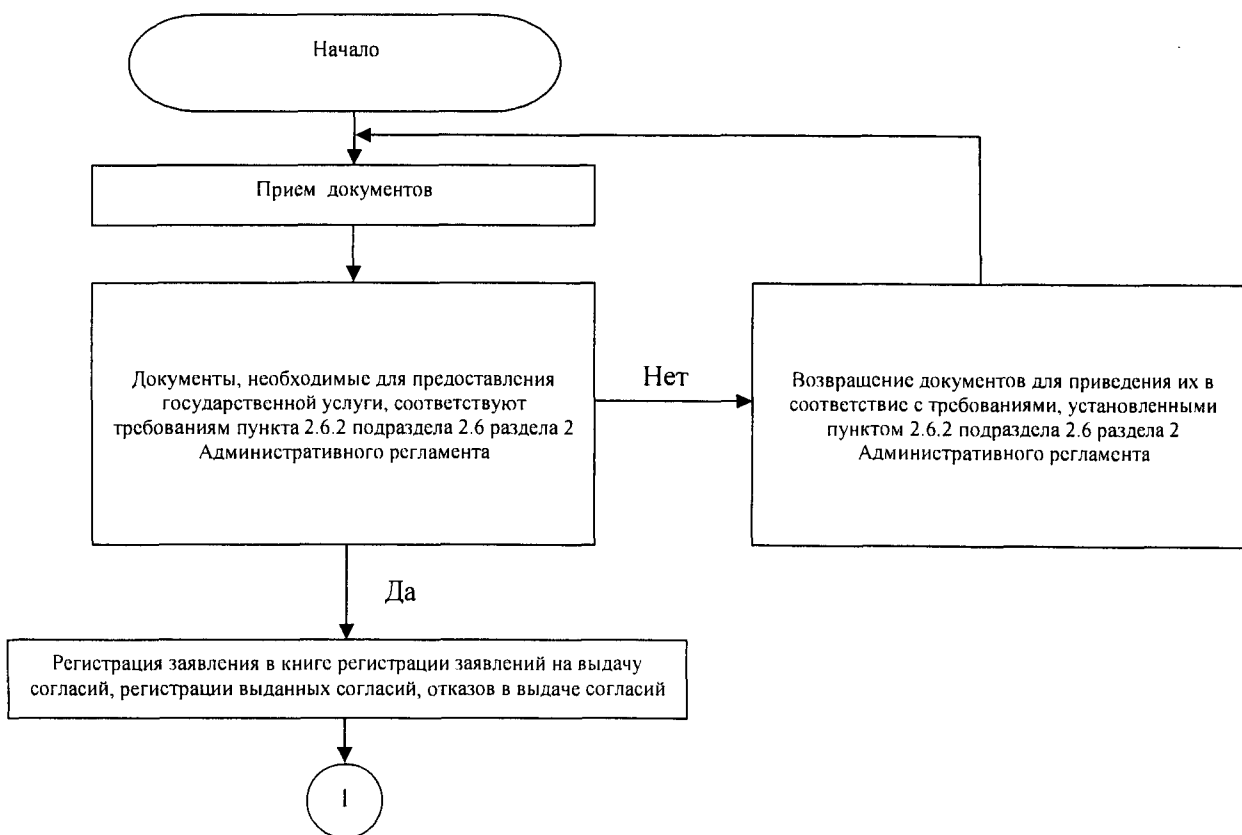 Начало
Прием документов
Документы, необходимые для предоставления
государственной услуги, соответствуют
требованиям пункта 2.6.2 подраздела 2.6 раздела 2
Административного регламента
Нет
Возвращение документов для приведения их в
соответствие с требованиями, установленными
пунктом 2.6.2 подраздела 2.6 раздела 2
Административного регламента
Да
Регистрация заявления в книге регистрации заявлений на выдачу
согласий, регистрации выданных согласий, отказов в выдаче согласий
1